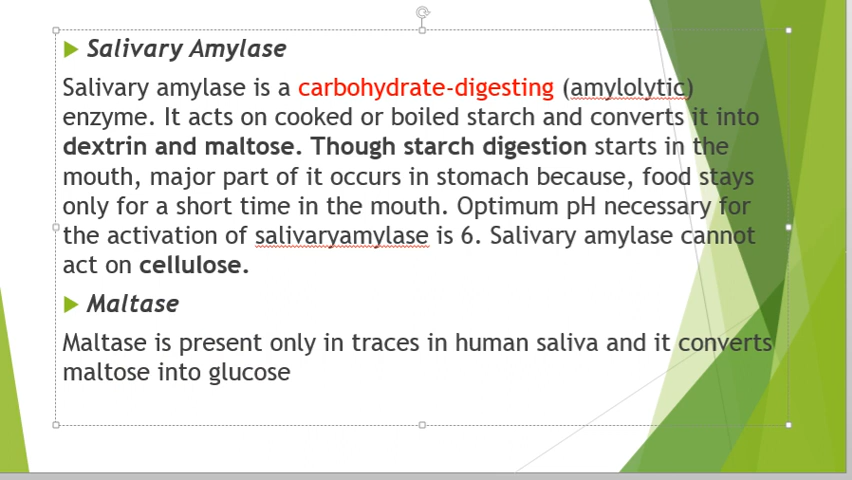 Salivary Amylase
Salivary amylase is a carbohydrate-digesting (amylolytic)
enzyme. It acts on cooked or boiled starch and converts it into
dextrin and maltose. Though starch digestion starts in the
mouth, major part of it occurs in stomach because, food stays
only for a short time in the mouth. Optimum pH necessary for
the activation of salivaryamylase is 6. Salivary amylase cannot
act on cellulose.
Maltase
Maltase is present only in traces in human saliva and it converts
maltose into glucose